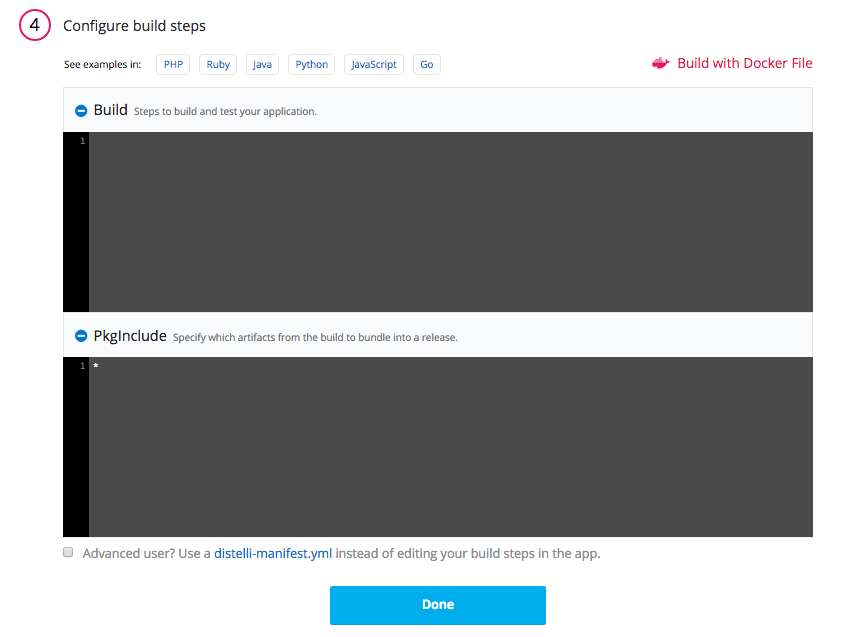 4 Configure build steps
See examples in: PHP Ruby Java Python JavaScript Go Build with Docker File
Build Steps to build and test your application.
1
PkgInclude Specify which artifacts from the build to bundle into a release.
1 *
Advanced user? Use a distelli-manifest.yml instead of editing your build steps in the app.
Done